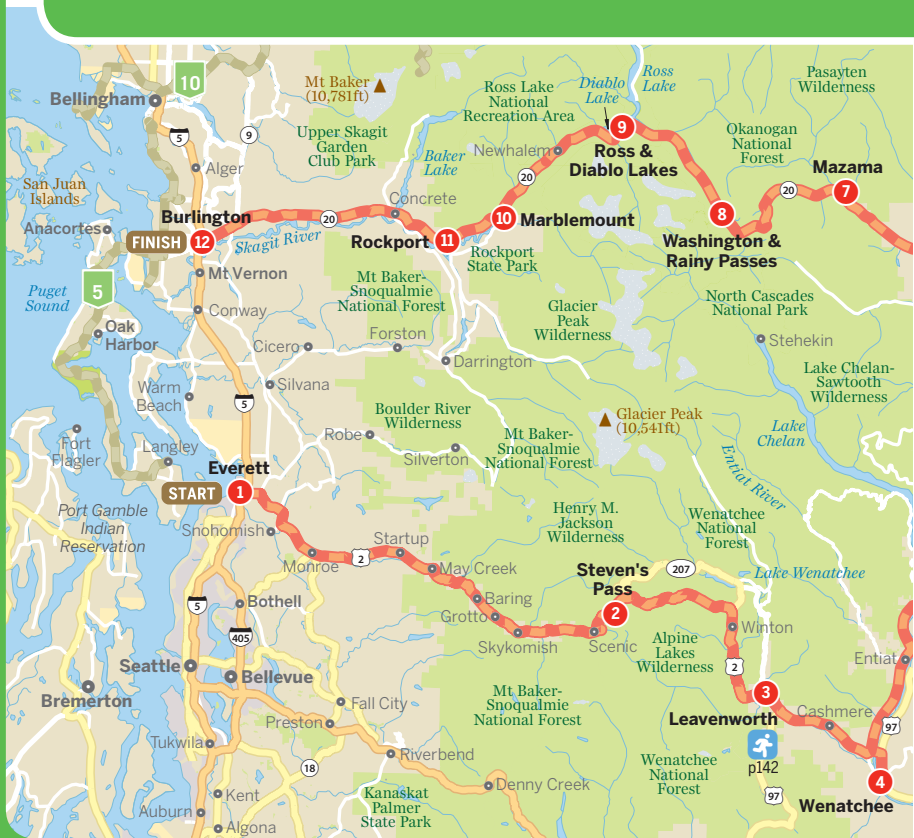 10
Mt Baker
(10,781ft)
Ross Lake
National
Recreation Area
Diablo
Lake
Ross
Lake
Pasayten
Wilderness
Bellingham
5
9
Upper Skagit
Garden
Club Park
Baker
Lake
Newhalem
9
Ross &
Diablo Lakes
Okanogan
National
Forest
Alger
20
20
Mazama
7
San Juan
Islands
Concrete
Anacortes
Burlington
20
10
Marblemount
8
Washington &
Rainy Passes
FINISH
12
Skagit River
Rockport
11
Rockport
State Park
Mt Vernon
Puget
Sound
5
Mt Baker-
Snoqualmie
National Forest
Glacier
Peak
Wilderness
North Cascades
National Park
Conway
Oak
Harbor
Cicero
Forston
Darrington
Stehekin
Lake Chelan-
Sawtooth
Wilderness
Warm
Beach
Silvana
5
Boulder River
Wilderness
Glacier Peak
(10,541ft)
Lake
Chelan
Fort
Flagler
Langley
Robe
Silverton
Mt Baker-
Snoqualmie
National Forest
Entiat River
Everett
START
1
Port Gamble
Indian
Reservation
Snohomish
Henry M.
Jackson
Wilderness
Wenatchee
National
Forest
Monroe
2
Startup
May Creek
Steven's
Pass
2
207
Lake Wenatchee
5
Bothell
Baring
Grotto
Skykomish
Scenic
Winton
405
Alpine
Lakes
Wilderness
2
Entiat
Seattle
Bellevue
Bremerton
Fall City
Preston
Mt Baker-
Snoqualmie
National Forest
3
Leavenworth
Cashmere
97
Tukwila
Riverbend
p142
18
Denny Creek
Wenatchee
National
Forest
4
Wenatchee
97
Kent
Auburn
Algona
Kanaskat
Palmer
State Park